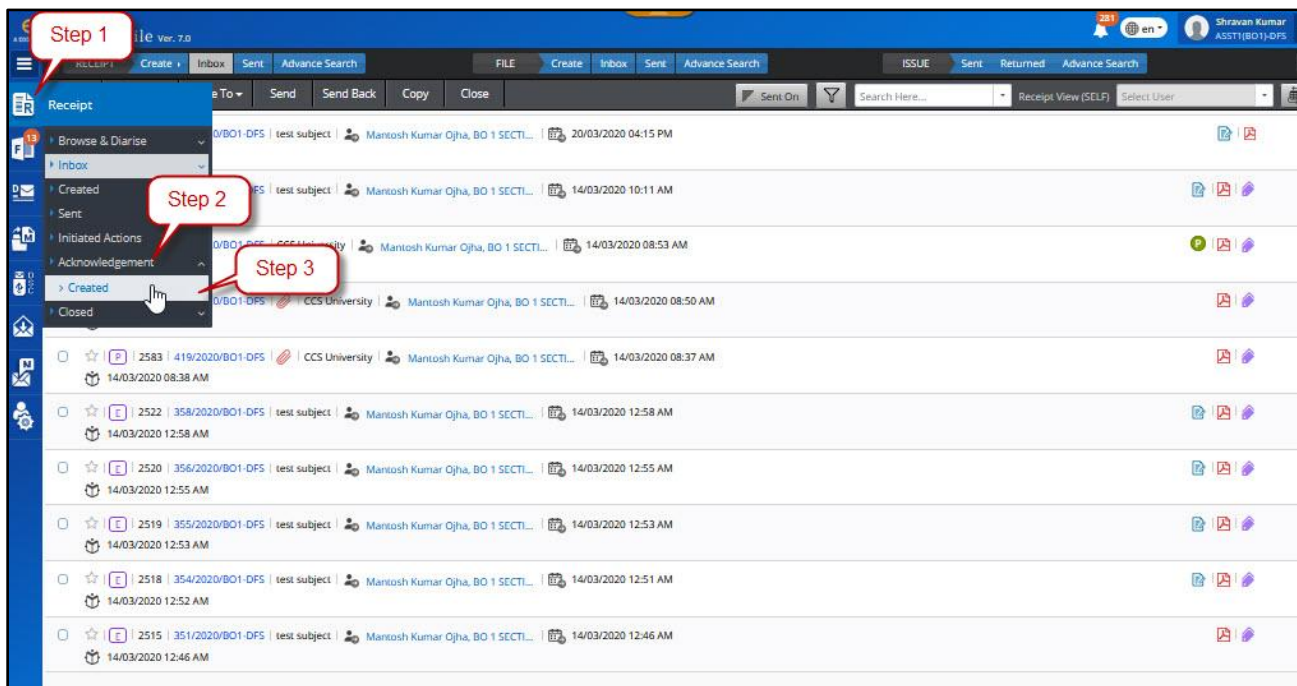 Step 1
ile Ver. 7.0
281
en
Shravan Kumar
ASST1(BO1)-DFS
RECEIPT Create Inbox Sent Advance Search FILE Create Inbox Sent Advance Search ISSUE Sent Returned Advance Search
Receipt
e To Send Send Back Copy Close Sent On Search Here... Receipt View (SELF) Select User
Browse & Diarise
0/BO1-DFS test subject Mantosh Kumar Ojha, BO 1 SECTI... 20/03/2020 04:15 PM
13
Inbox
Created
-DFS test subject Mantosh Kumar Ojha, BO 1 SECTI... 14/03/2020 10:11 AM
Step 2
Sent
Initiated Actions
0/BO1-DFS CCS University Mantosh Kumar Ojha, BO 1 SECTI... 14/03/2020 08:53 AM P
Acknowledgement
Step 3
Created
0/BO1-DFS CCS University Mantosh Kumar Ojha, BO 1 SECTI... 14/03/2020 08:50 AM
Closed
P 2583 419/2020/BO1-DFS CCS University Mantosh Kumar Ojha, BO 1 SECTI... 14/03/2020 08:37 AM
14/03/2020 08:38 AM
E 2522 358/2020/BO1-DFS test subject Mantosh Kumar Ojha, BO 1 SECTI... 14/03/2020 12:58 AM
14/03/2020 12:58 AM
E 2520 356/2020/BO1-DFS test subject Mantosh Kumar Ojha, BO 1 SECTI... 14/03/2020 12:55 AM
14/03/2020 12:55 AM
E 2519 355/2020/BO1-DFS test subject Mantosh Kumar Ojha, BO 1 SECTI... 14/03/2020 12:53 AM
14/03/2020 12:53 AM
E 2518 354/2020/BO1-DFS test subject Mantosh Kumar Ojha, BO 1 SECTI... 14/03/2020 12:51 AM
14/03/2020 12:52 AM
E 2515 351/2020/BO1-DFS test subject Mantosh Kumar Ojha, BO 1 SECTI... 14/03/2020 12:46 AM
14/03/2020 12:46 AM